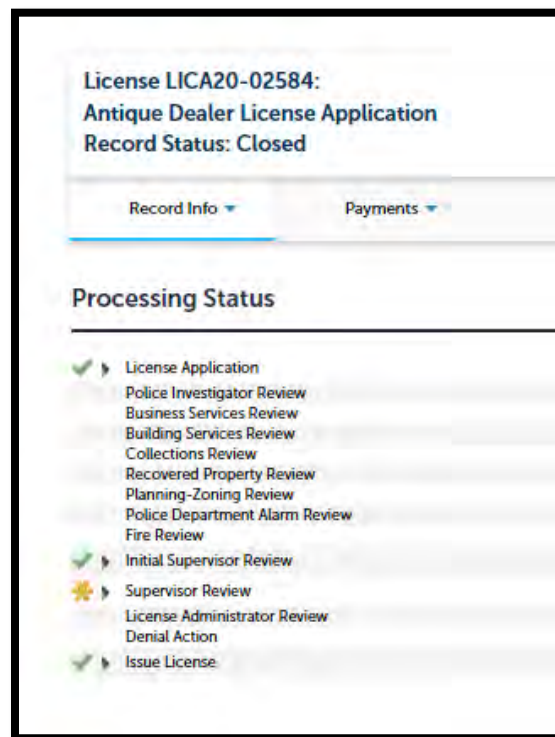 License LICA20-02584:
Antique Dealer License Application
Record Status: Closed
Record Info
Payments
Processing Status
License Application
Police Investigator Review
Business Services Review
Building Services Review
Collections Review
Recovered Property Review
Planning-Zoning Review
Police Department Alarm Review
Fire Review
Initial Supervisor Review
Supervisor Review
License Administrator Review
Denial Action
Issue License